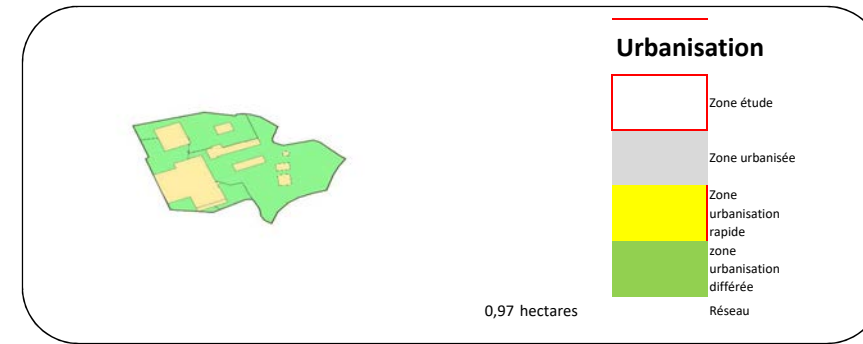 Urbanisation
Zone étude
Zone urbanisée
Zone
urbanisation
rapide
zone
urbanisation
différée
0,97 hectares
Réseau